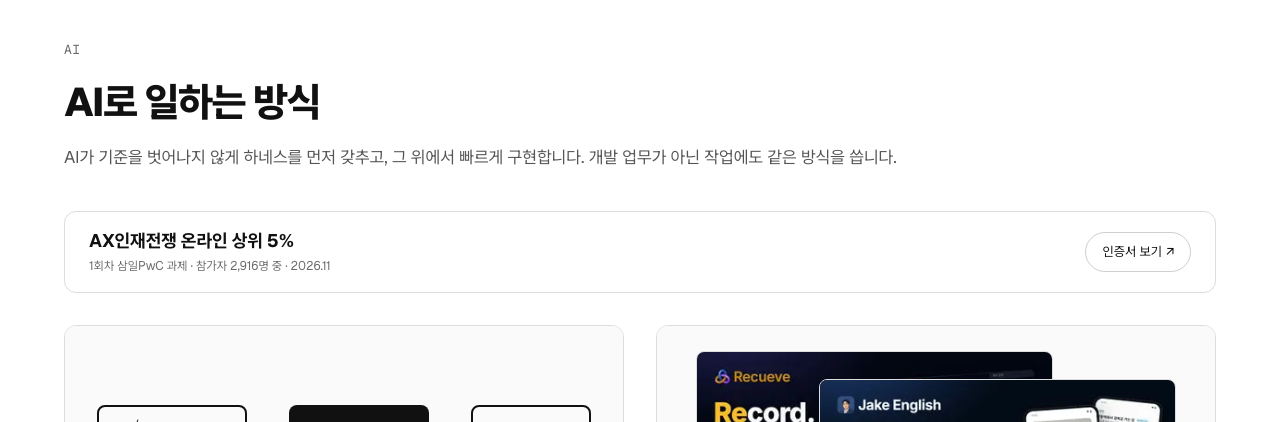 AI
AI로 일하는 방식
AI가 기준을 벗어나지 않게 하네스를 먼저 갖추고, 그 위에서 빠르게 구현합니다. 개발 업무가 아닌 작업에도 같은 방식을 씁니다.
AX인재전쟁 온라인 상위 5%
1회차 삼일PwC 과제 · 참가자 2,916명 중 · 2026.11
인증서 보기 ↗
Recueve
Record.
Jake English